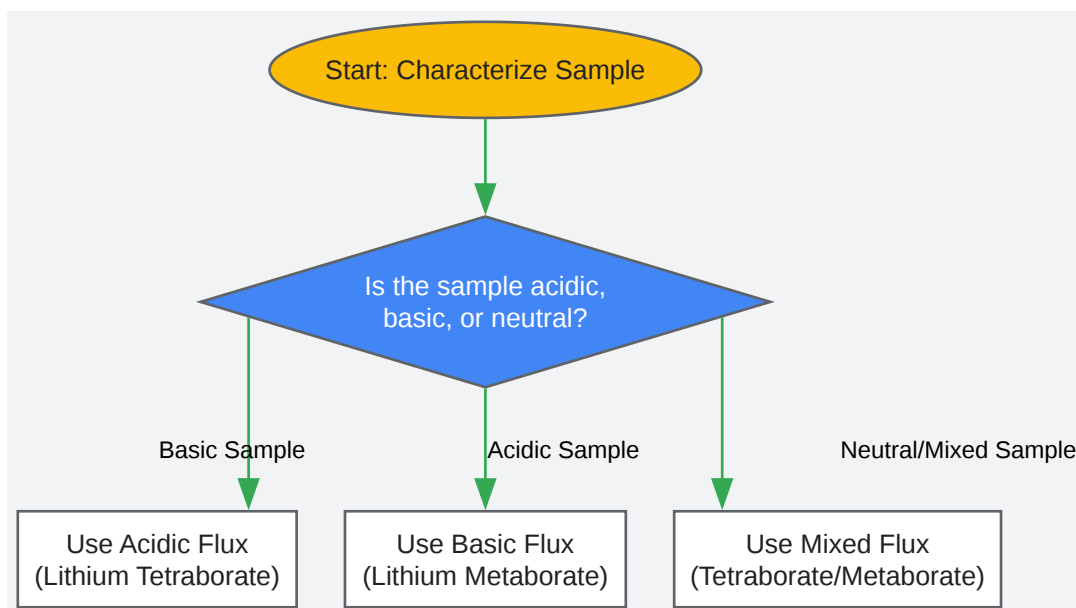 Start: Characterize Sample
Is the sample acidic,
basic, or neutral?
Basic Sample
Acidic Sample
Neutral/Mixed Sample
Use Acidic Flux
(Lithium Tetraborate)
Use Basic Flux
(Lithium Metaborate)
Use Mixed Flux
(Tetraborate/Metaborate)